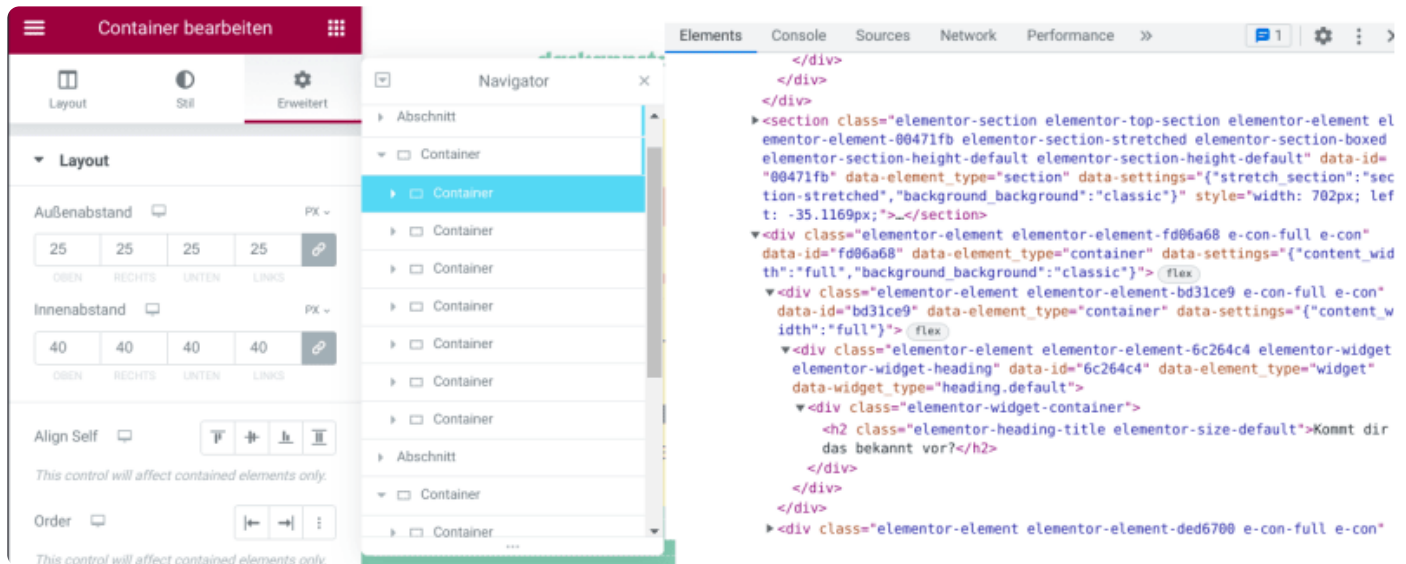 Container bearbeiten
Layout
Stil
Erweitert
Layout
Außenabstand
PX
25 25 25 25
OBEN RECHTS UNTEN LINKS
Innenabstand
PX
40 40 40 40
OBEN RECHTS UNTEN LINKS
Align Self
This control will affect contained elements only.
Order
This control will affect contained elements only.
Navigator
Abschnitt
Container
Container
Container
Container
Container
Container
Container
Container
Abschnitt
Container
Container
Elements Console Sources Network Performance » 1
</div>
</div>
</div>
<section class="elementor-section elementor-top-section elementor-element el
ementor-element-00471fb elementor-section-stretched elementor-section-boxed
elementor-section-height-default elementor-section-height-default" data-id=
"00471fb" data-element_type="section" data-settings="{"stretch_section":"sec
tion-stretched","background_background":"classic"}" style="width: 702px; lef
t: -35.1169px;">…</section>
<div class="elementor-element elementor-element-fd06a68 e-con-full e-con"
data-id="fd06a68" data-element_type="container" data-settings="{"content_wid
th":"full","background_background":"classic"}"> flex
<div class="elementor-element elementor-element-bd31ce9 e-con-full e-con"
data-id="bd31ce9" data-element_type="container" data-settings="{"content_w
idth":"full"}"> flex
<div class="elementor-element elementor-element-6c264c4 elementor-widget
elementor-widget-heading" data-id="6c264c4" data-element_type="widget"
data-widget_type="heading.default">
<div class="elementor-widget-container">
<h2 class="elementor-heading-title elementor-size-default">Kommt dir
das bekannt vor?</h2>
</div>
</div>
</div>
<div class="elementor-element elementor-element-ded6700 e-con-full e-con"